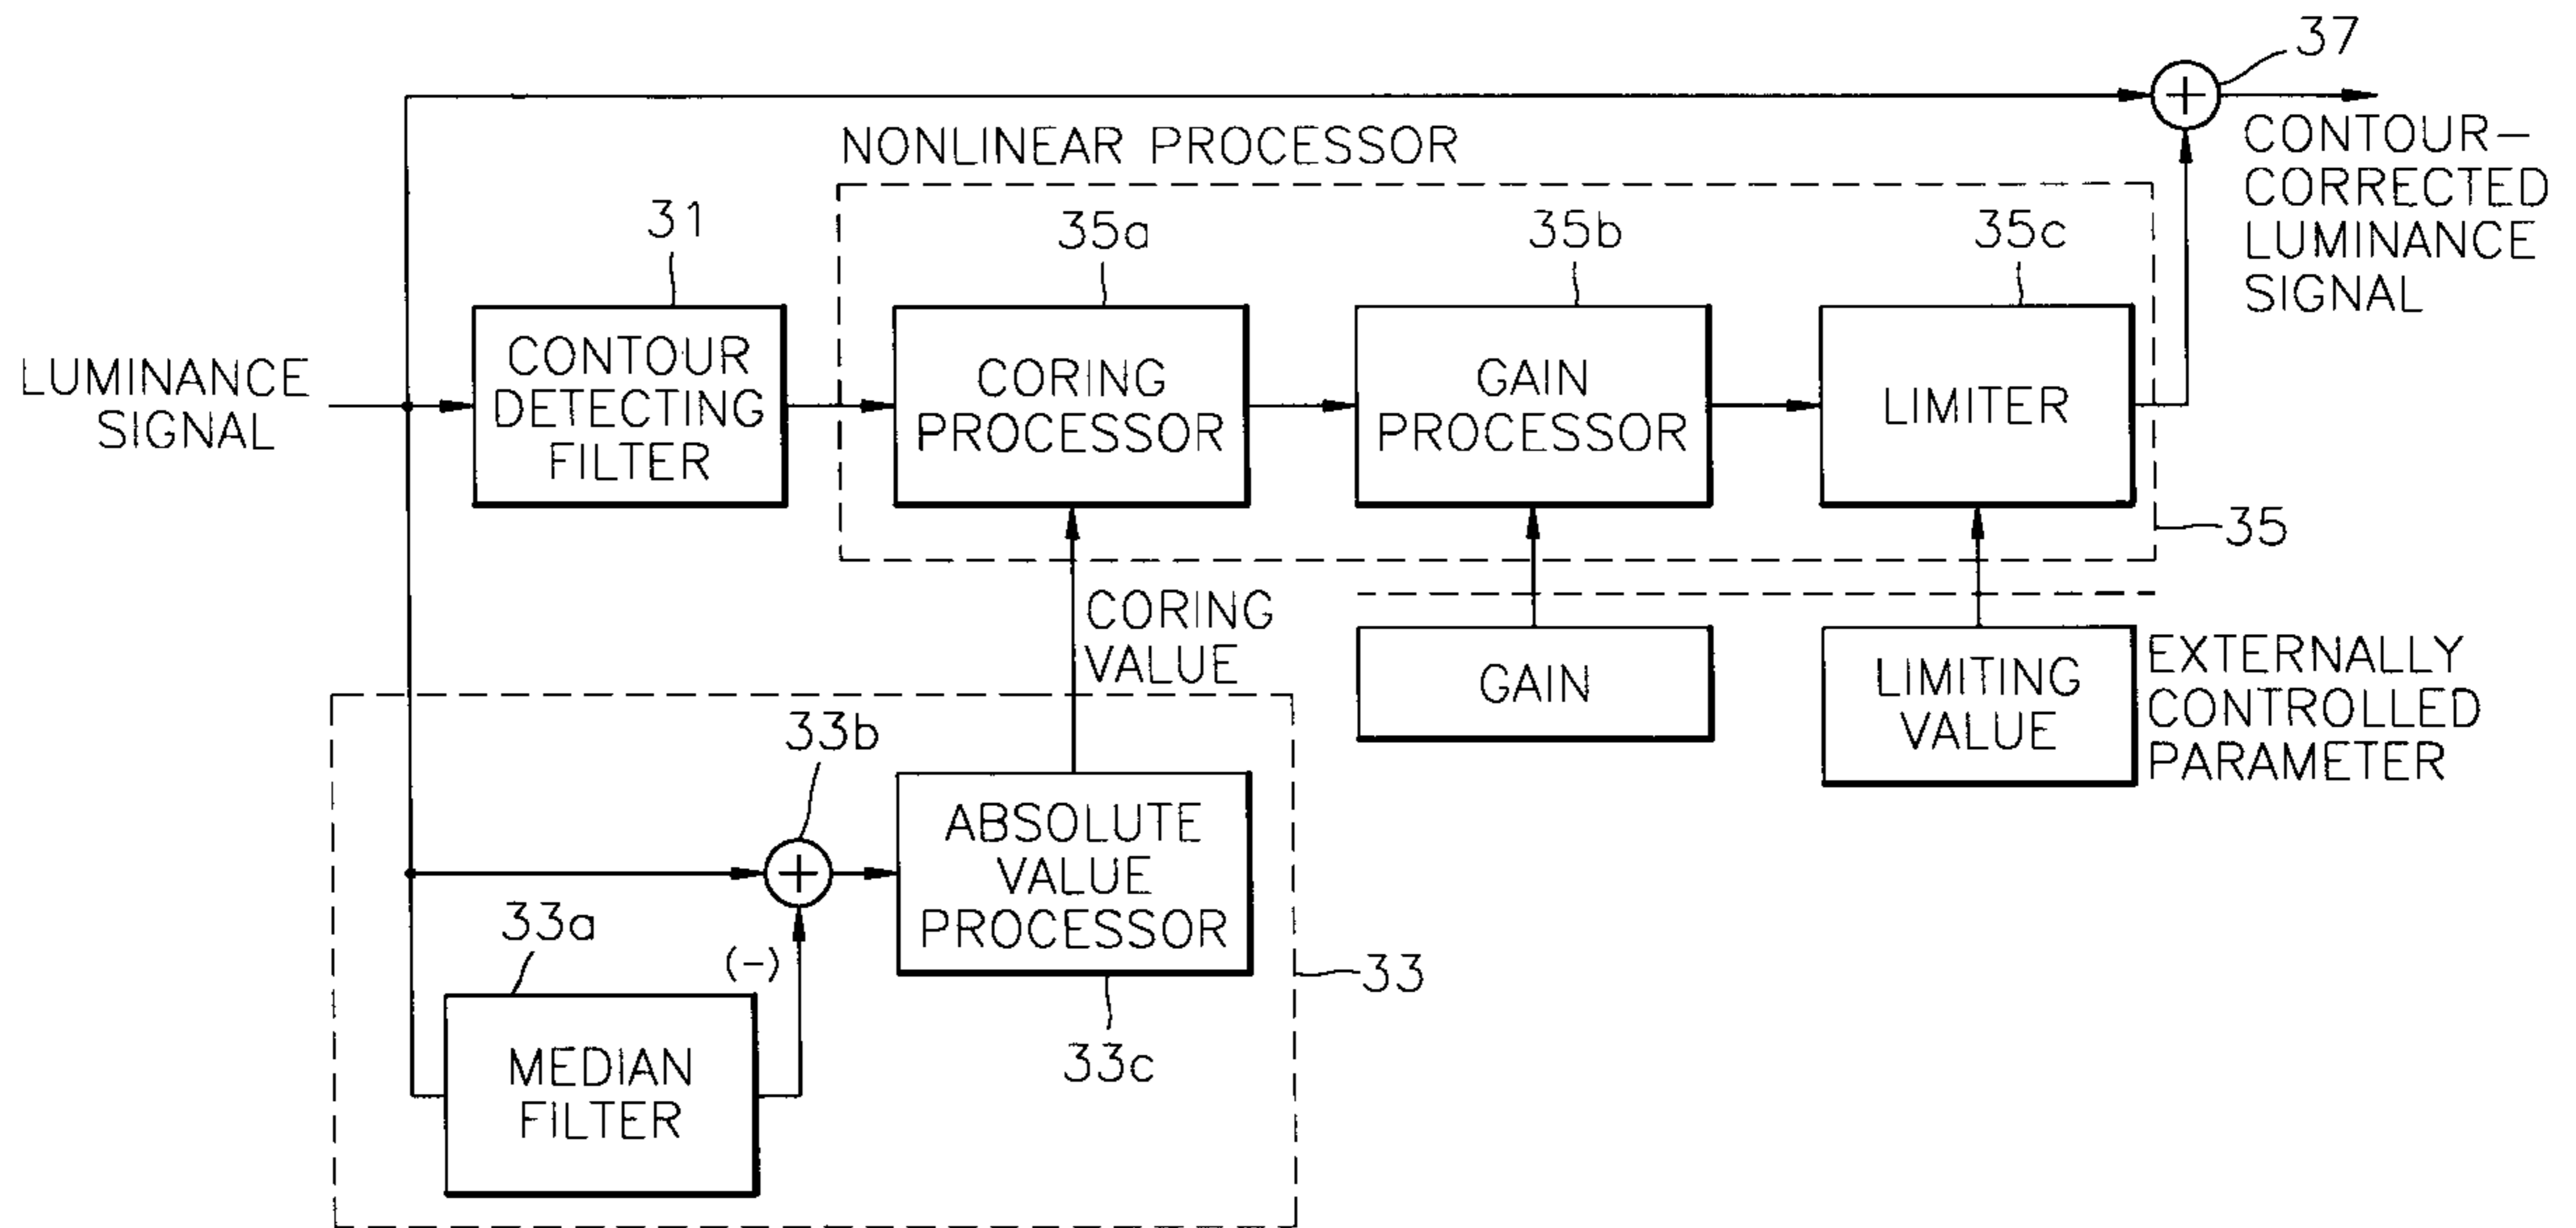 37
CONTOUR-
CORRECTED
LUMINANCE
SIGNAL
NONLINEAR PROCESSOR
31
35a
35b
35c
LUMINANCE
SIGNAL
CONTOUR
DETECTING
FILTER
CORING
PROCESSOR
GAIN
PROCESSOR
LIMITER
35
CORING
VALUE
GAIN
LIMITING
VALUE
EXTERNALLY
CONTROLLED
PARAMETER
33b
ABSOLUTE
VALUE
PROCESSOR
33a
(-)
33
MEDIAN
FILTER
33c